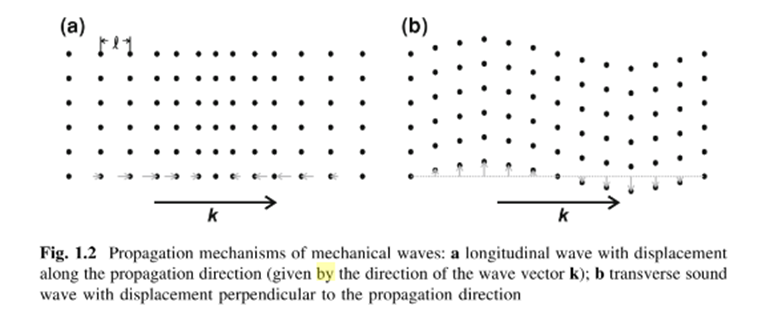 (a)
(b)
ℓ
k
k
Fig. 1.2 Propagation mechanisms of mechanical waves: a longitudinal wave with displacement
along the propagation direction (given by the direction of the wave vector k); b transverse sound
wave with displacement perpendicular to the propagation direction